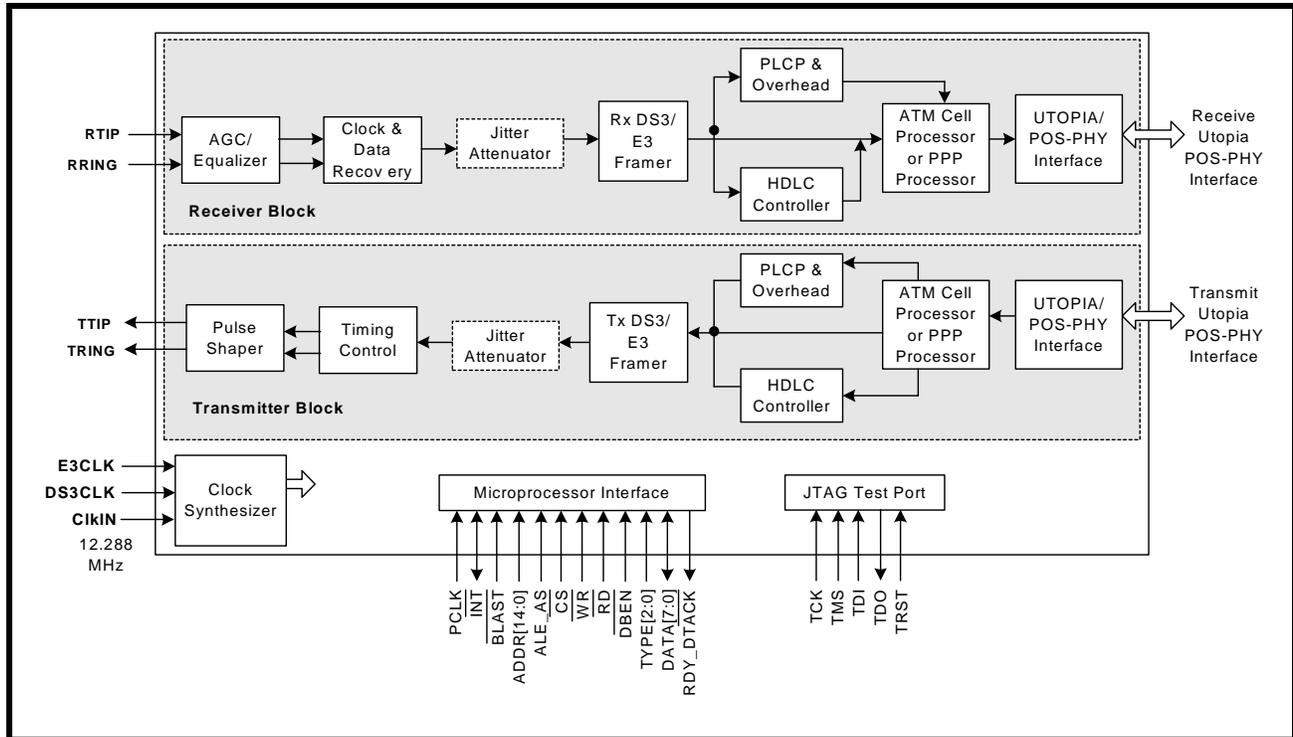 RTIP
RRING
AGC/
Equalizer
Clock &
Data
Recov ery
Jitter
Attenuator
Rx DS3/
E3
Framer
PLCP &
Overhead
HDLC
Controller
ATM Cell
Processor
or PPP
Processor
UTOPIA/
POS-PHY
Interface
Receive
Utopia
POS-PHY
Interface
Receiver Block
TTIP
TRING
Pulse
Shaper
Timing
Control
Jitter
Attenuator
Tx DS3/
E3
Framer
PLCP &
Overhead
HDLC
Controller
ATM Cell
Processor
or PPP
Processor
UTOPIA/
POS-PHY
Interface
Transmit
Utopia
POS-PHY
Interface
Transmitter Block
E3CLK
DS3CLK
ClkIN
12.288
MHz
Clock
Synthesizer
Microprocessor Interface
PCLK
INT
BLAST
ADDR[14:0]
ALE_AS
CS
WR
RD
DBEN
TYPE[2:0]
DATA[7:0]
RDY_DTACK
JTAG Test Port
TCK
TMS
TDI
TDO
TRST